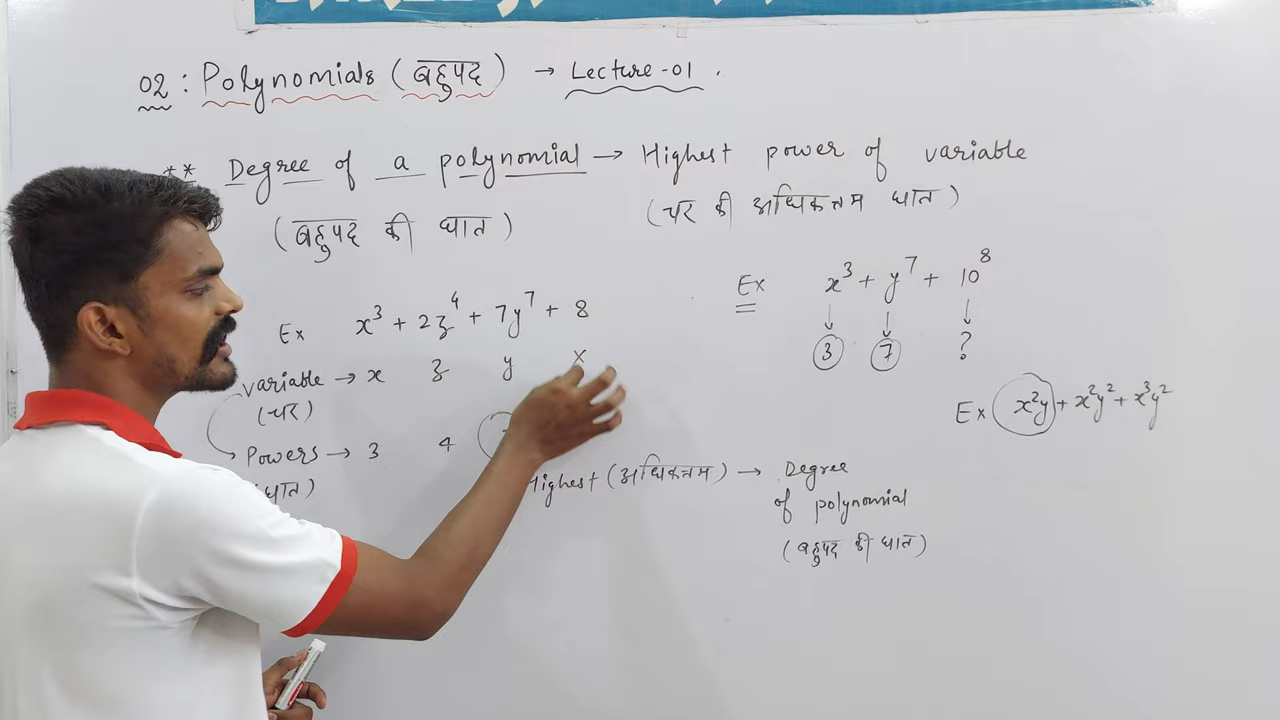 02 : Polynomials (बहुपद) → Lecture-01.
** Degree of a polynomial → Highest power of variable
(बहुपद की घात) (चर की अधिकतम घात)
Ex x³ + 2z⁴ + 7y⁷ + 8
variable → x z y ×
(चर)
Powers → 3 4
घात)
Highest (अधिकतम) → Degree
of polynomial
(बहुपद की घात)
Ex x³ + y⁷ + 10⁸
↓ ↓ ↓
3 7 ?
Ex x²y + x²y² + x³y²